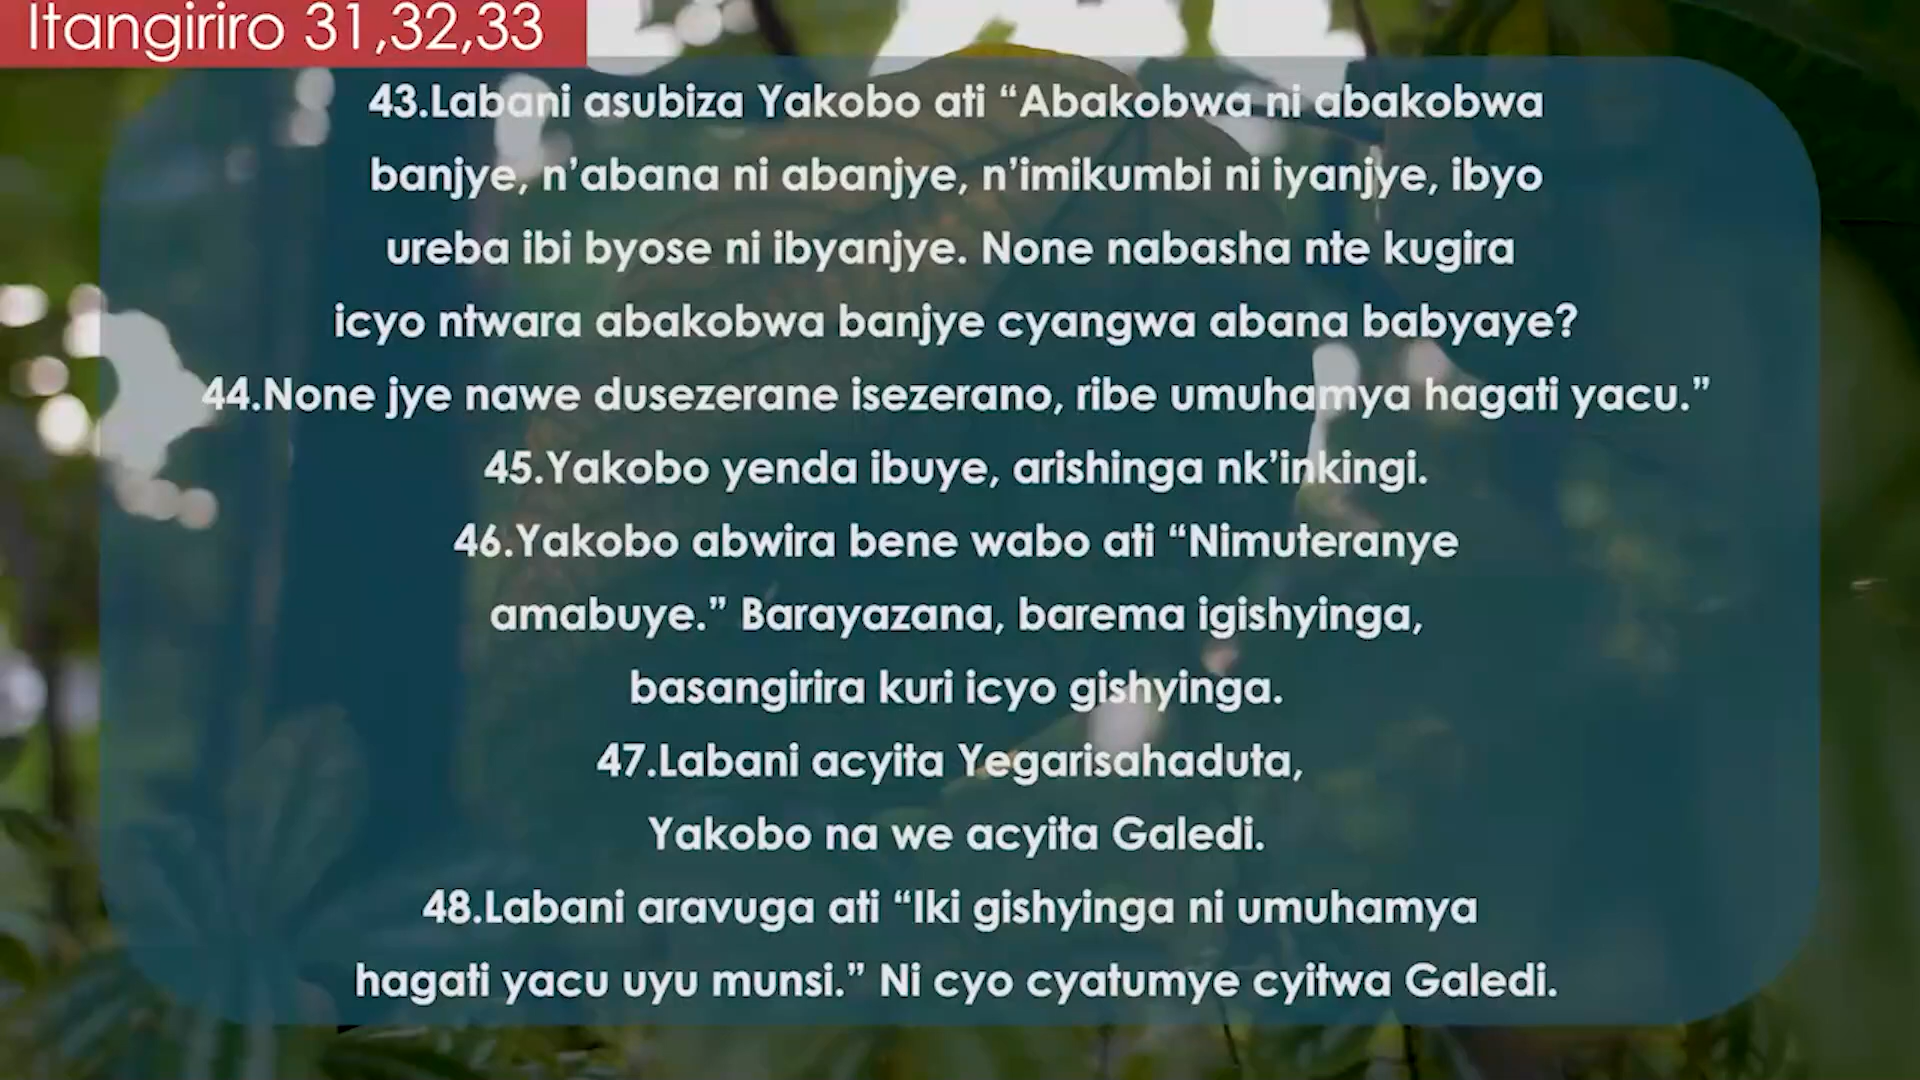 Itangiriro 31,32,33
43.Labani asubiza Yakobo ati “Abakobwa ni abakobwa
banjye, n’abana ni abanjye, n’imikumbi ni iyanjye, ibyo
ureba ibi byose ni ibyanjye. None nabasha nte kugira
icyo ntwara abakobwa banjye cyangwa abana babyaye?
44.None jye nawe dusezerane isezerano, ribe umuhamya hagati yacu.”
45.Yakobo yenda ibuye, arishinga nk’inkingi.
46.Yakobo abwira bene wabo ati “Nimuteranye
amabuye.” Barayazana, barema igishyinga,
basangirira kuri icyo gishyinga.
47.Labani acyita Yegarisahaduta,
Yakobo na we acyita Galedi.
48.Labani aravuga ati “Iki gishyinga ni umuhamya
hagati yacu uyu munsi.” Ni cyo cyatumye cyitwa Galedi.